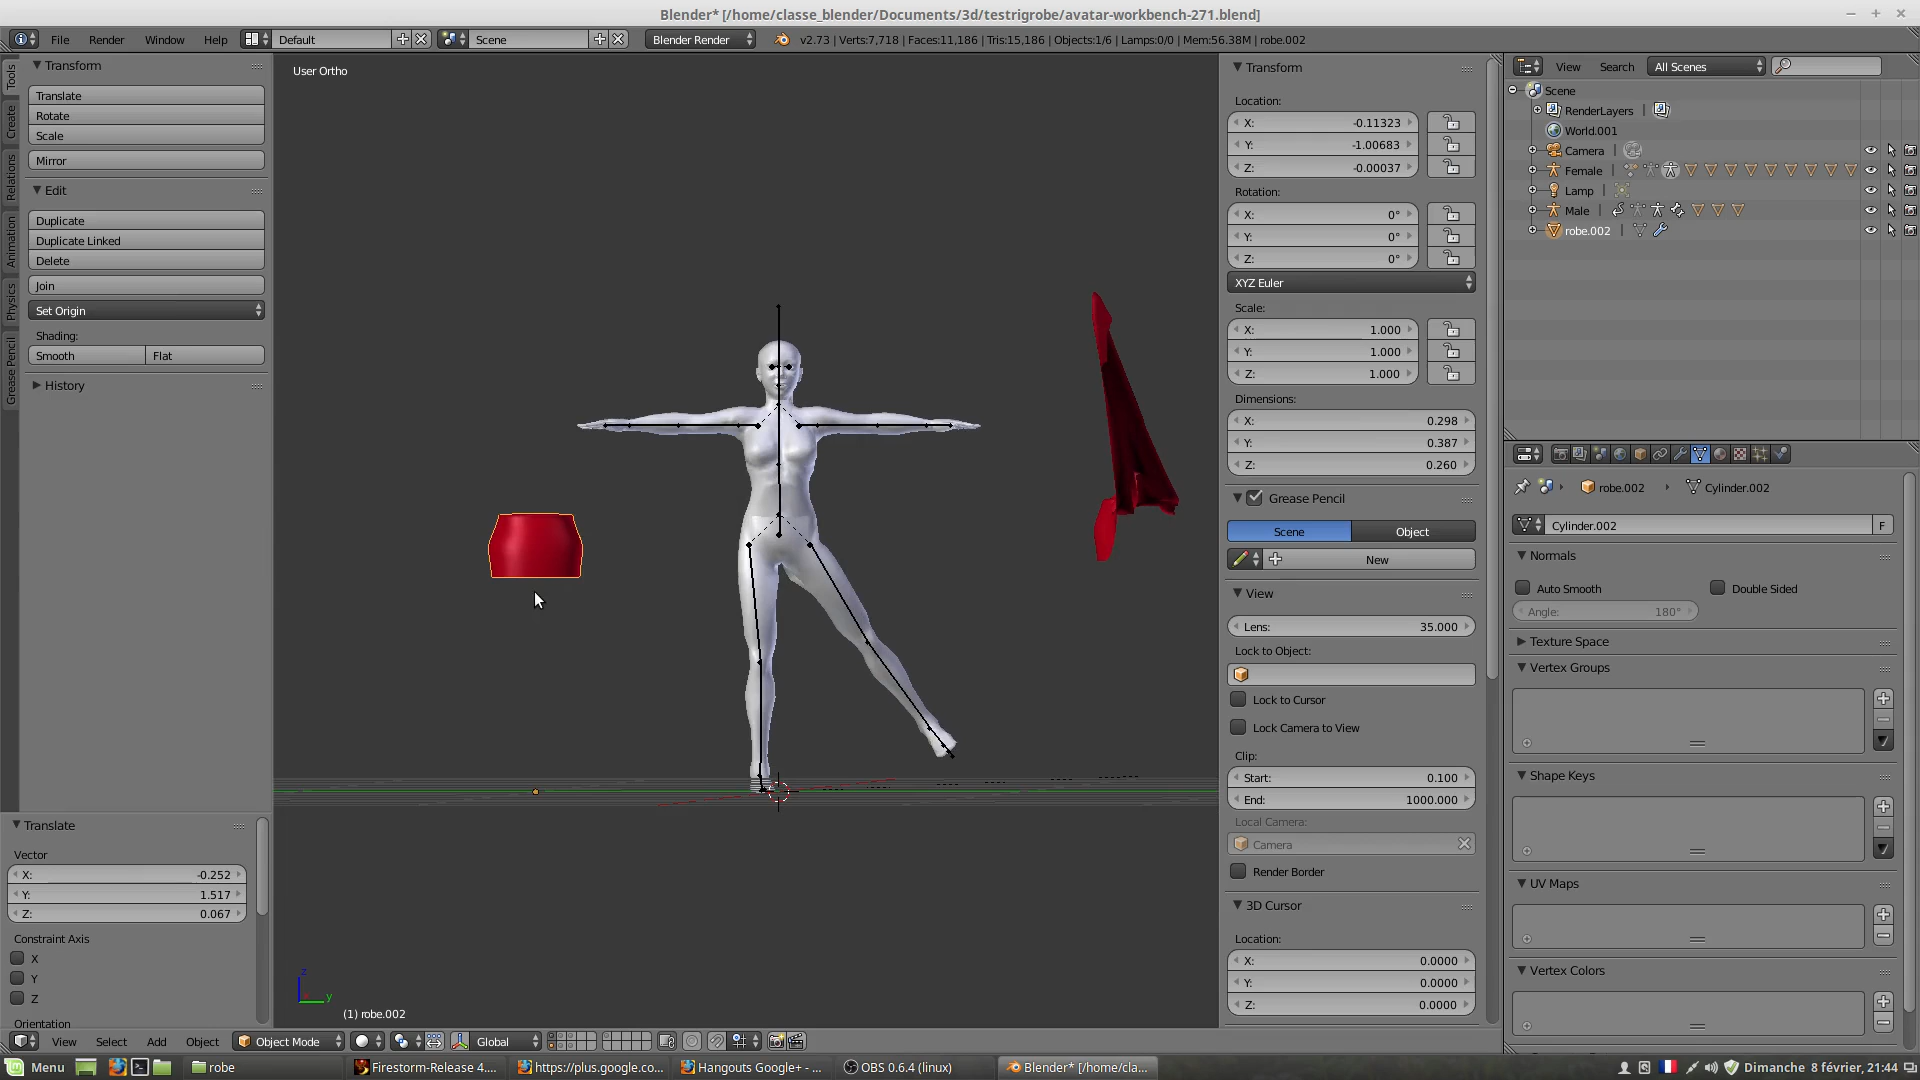 Blender* [/home/classe_blender/Documents/3d/testrigrobe/avatar-workbench-271.blend]
File Render Window Help Default Scene Blender Render v2.73 | Verts:7,718 | Faces:11,186 | Tris:15,186 | Objects:1/6 | Lamps:0/0 | Mem:56.38M | robe.002
Tools
Create
Relations
Animation
Physics
Grease Pencil
Transform
Translate
Rotate
Scale
Mirror
Edit
Duplicate
Duplicate Linked
Delete
Join
Set Origin
Shading:
Smooth Flat
History
Translate
Vector
X: -0.252
Y: 1.517
Z: 0.067
Constraint Axis
X
Y
Z
Orientation
User Ortho
z
y
(1) robe.002
View Select Add Object Object Mode Global
Transform
Location:
X: -0.11323
Y: -1.00683
Z: -0.00037
Rotation:
X: 0°
Y: 0°
Z: 0°
XYZ Euler
Scale:
X: 1.000
Y: 1.000
Z: 1.000
Dimensions:
X: 0.298
Y: 0.387
Z: 0.260
Grease Pencil
Scene Object
New
View
Lens: 35.000
Lock to Object:
Lock to Cursor
Lock Camera to View
Clip:
Start: 0.100
End: 1000.000
Local Camera:
Camera
Render Border
3D Cursor
Location:
X: 0.0000
Y: 0.0000
Z: 0.0000
View Search All Scenes
Scene
RenderLayers
World.001
Camera
Female
Lamp
Male
robe.002
robe.002 Cylinder.002
Cylinder.002 F
Normals
Auto Smooth Double Sided
Angle: 180°
Texture Space
Vertex Groups
Shape Keys
UV Maps
Vertex Colors
Menu robe Firestorm-Release 4.... https://plus.google.co... Hangouts Google+ - ... OBS 0.6.4 (linux) Blender* [/home/cla... Dimanche 8 février, 21:44